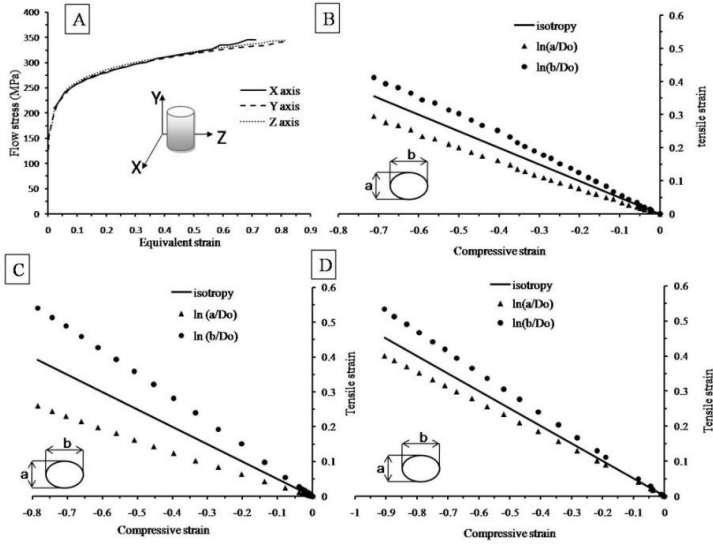 A
400
350
300
250
200
150
100
50
0
Flow stress (MPa)
X axis
Y axis
Z axis
Y
Z
X
0 0.1 0.2 0.3 0.4 0.5 0.6 0.7 0.8 0.9
Equivalent strain
B
isotropy
ln(a/Do)
ln(b/Do)
0.6
0.5
0.4
0.3
0.2
0.1
0
tensile strain
b
a
-0.8 -0.7 -0.6 -0.5 -0.4 -0.3 -0.2 -0.1 0
Compressive strain
C
isotropy
ln (a/Do)
ln (b/Do)
0.6
0.5
0.4
0.3
0.2
0.1
0
Tensile strain
b
a
-0.8 -0.7 -0.6 -0.5 -0.4 -0.3 -0.2 -0.1 0
Compressive strain
D
isotropy
ln(a/Do)
ln(b/Do)
0.6
0.5
0.4
0.3
0.2
0.1
0
Tensile strain
b
a
-1 -0.9 -0.8 -0.7 -0.6 -0.5 -0.4 -0.3 -0.2 -0.1 0
Compressive strain